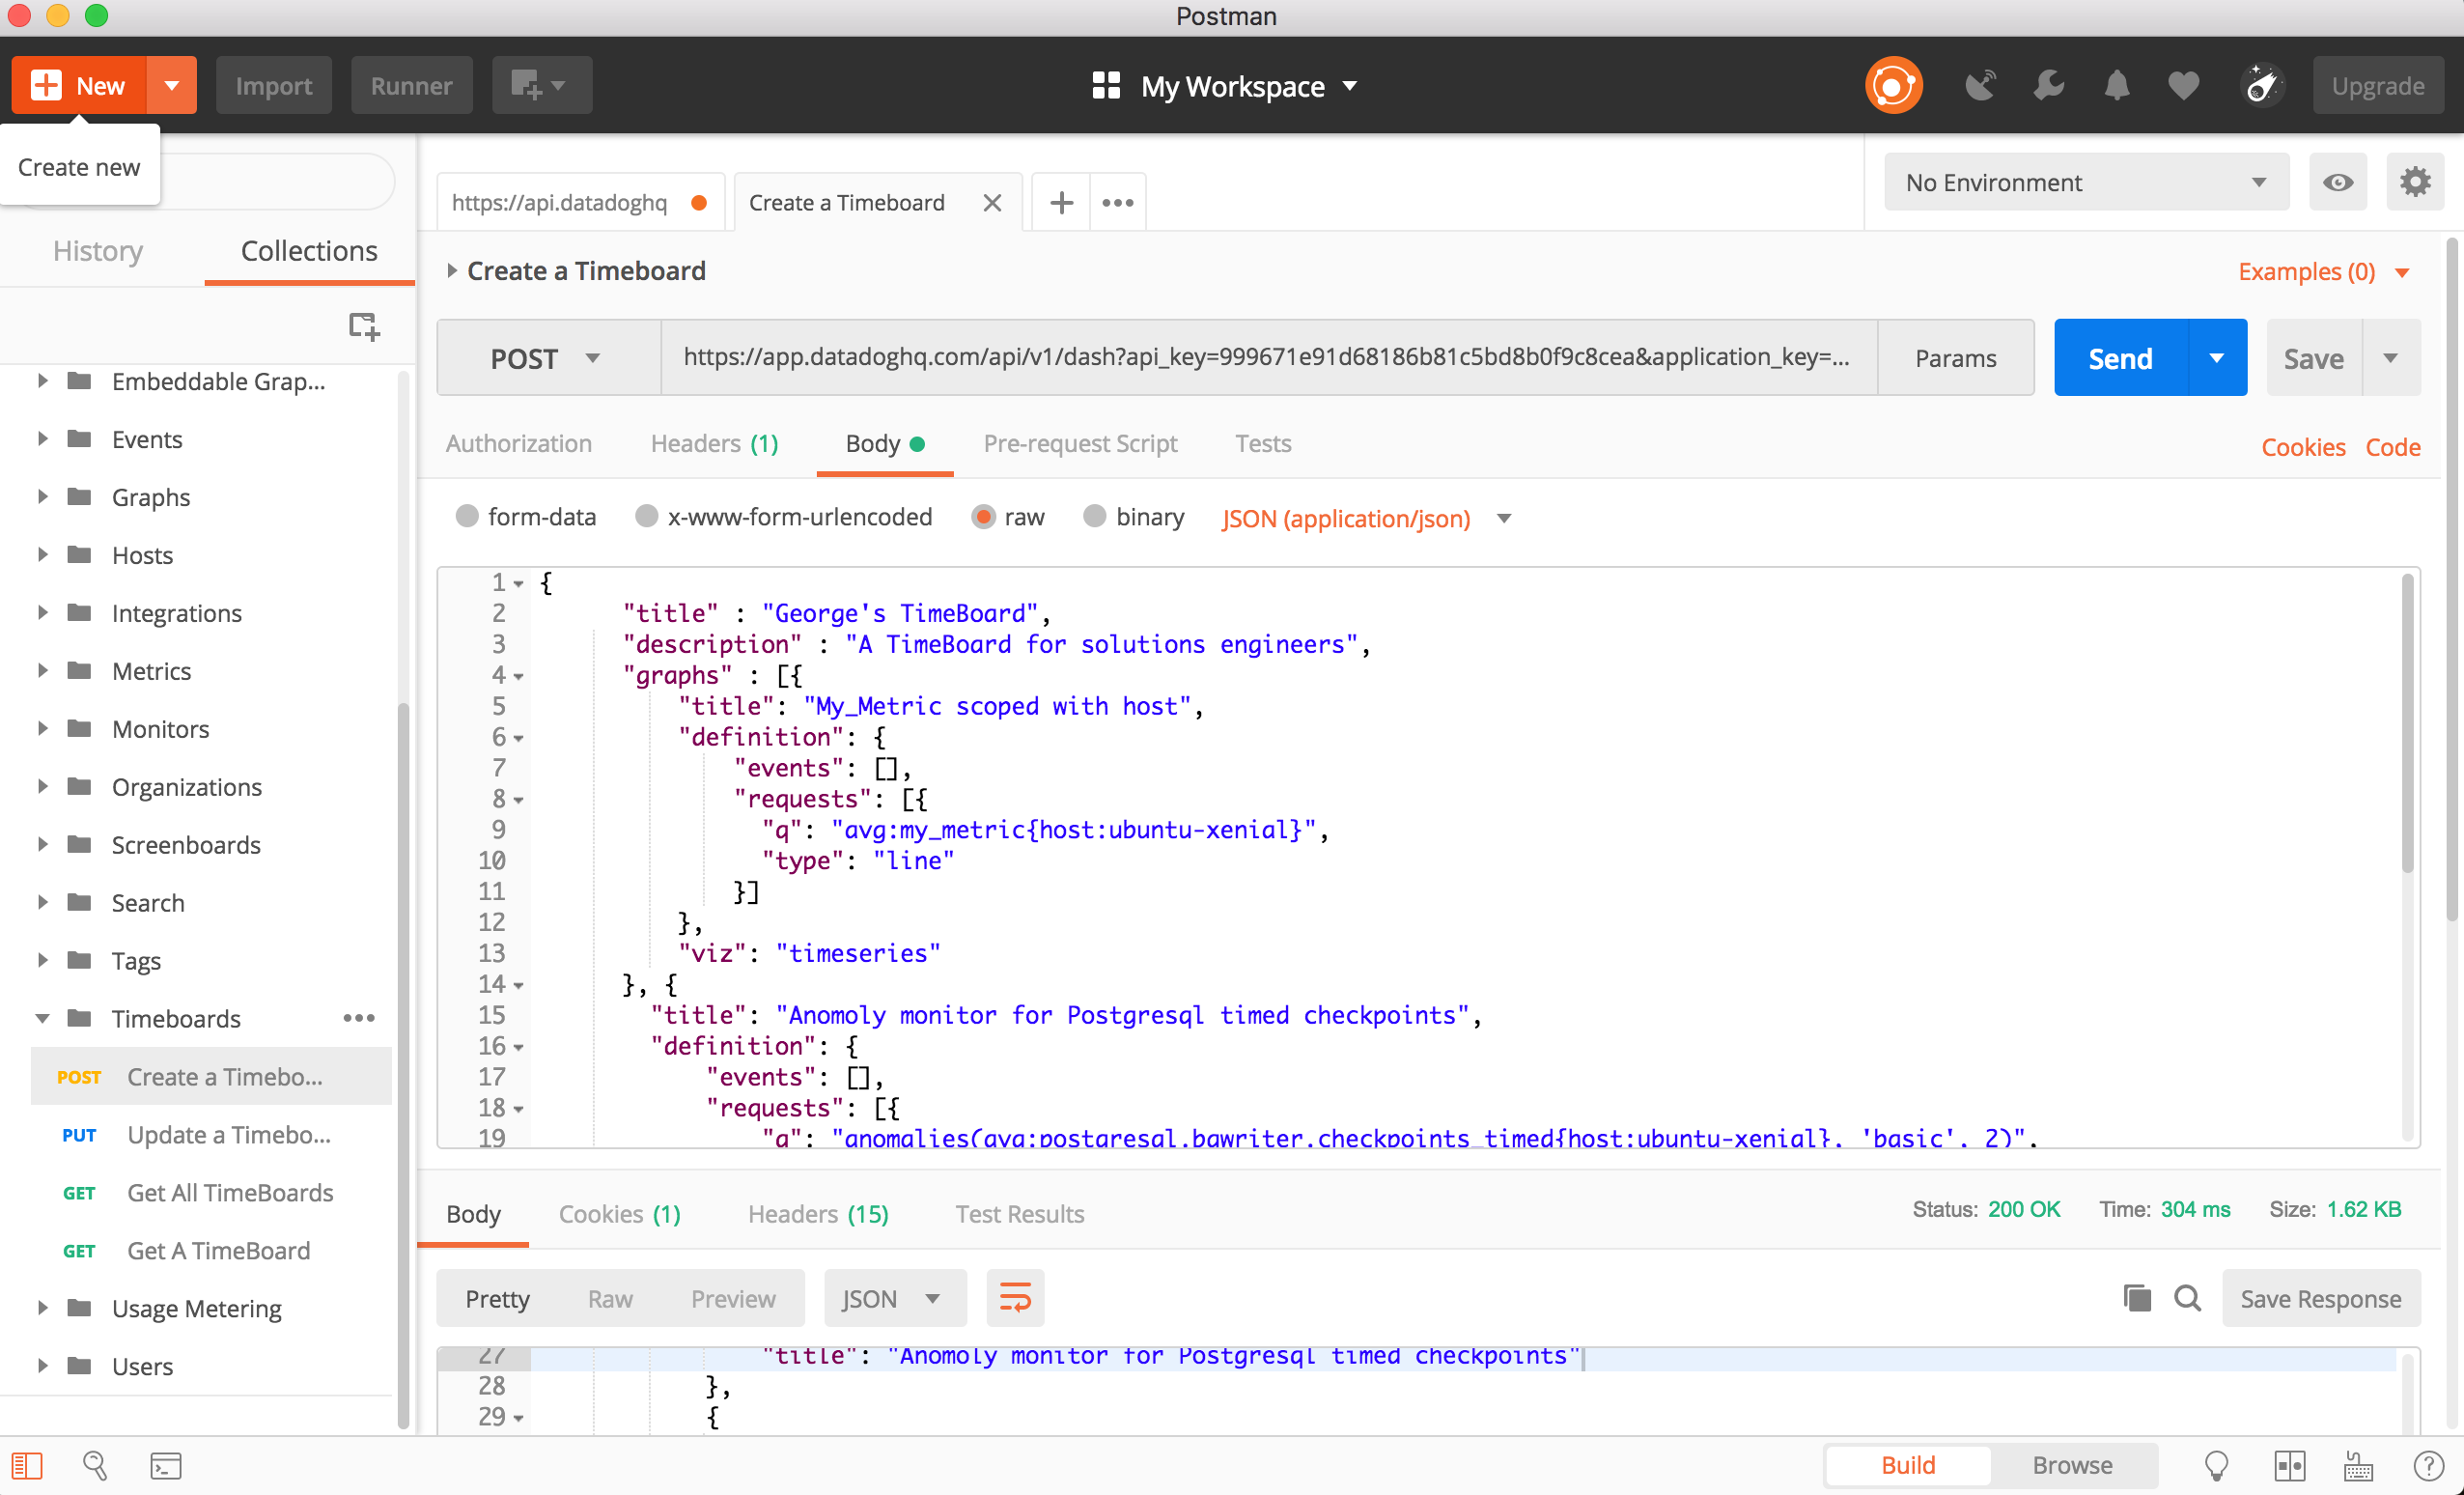 Postman
New
Import
Runner
My Workspace
Upgrade
Create new
https://api.datadoghq
Create a Timeboard
No Environment
History
Collections
Create a Timeboard
Examples (0)
POST
https://app.datadoghq.com/api/v1/dash?api_key=999671e91d68186b81c5bd8b0f9c8cea&application_key=...
Params
Send
Save
Authorization
Headers (1)
Body
Pre-request Script
Tests
Cookies
Code
form-data
x-www-form-urlencoded
raw
binary
JSON (application/json)
Embeddable Grap...
Events
Graphs
Hosts
Integrations
Metrics
Monitors
Organizations
Screenboards
Search
Tags
Timeboards
POST Create a Timebo...
PUT Update a Timebo...
GET Get All TimeBoards
GET Get A TimeBoard
Usage Metering
Users
1 {
2 "title" : "George's TimeBoard",
3 "description" : "A TimeBoard for solutions engineers",
4 "graphs" : [{
5 "title": "My_Metric scoped with host",
6 "definition": {
7 "events": [],
8 "requests": [{
9 "q": "avg:my_metric{host:ubuntu-xenial}",
10 "type": "line"
11 }]
12 },
13 "viz": "timeseries"
14 }, {
15 "title": "Anomoly monitor for Postgresql timed checkpoints",
16 "definition": {
17 "events": [],
18 "requests": [{
19 "q": "anomalies(avg:postgresql.bgwriter.checkpoints_timed{host:ubuntu-xenial}, 'basic', 2)",
Body
Cookies (1)
Headers (15)
Test Results
Status: 200 OK
Time: 304 ms
Size: 1.62 KB
Pretty
Raw
Preview
JSON
Save Response
27 "title": "Anomoly monitor for Postgresql timed checkpoints"
28 },
29 {
Build
Browse